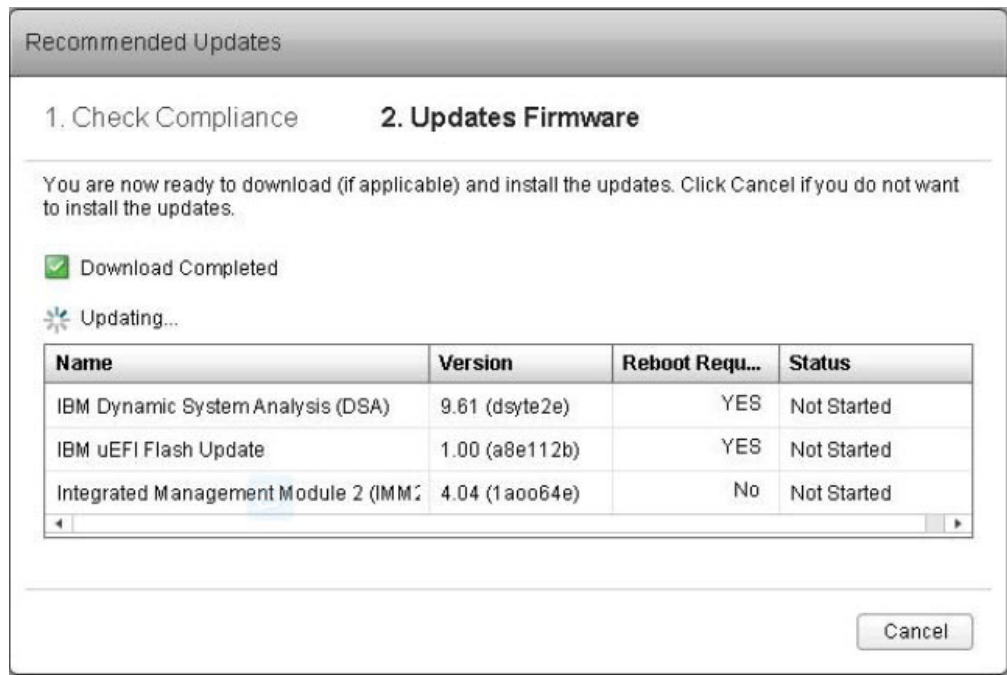 Recommended Updates
1. Check Compliance 2. Updates Firmware
You are now ready to download (if applicable) and install the updates. Click Cancel if you do not want
to install the updates.
Download Completed
Updating...
Name Version Reboot Requ... Status
IBM Dynamic System Analysis (DSA) 9.61 (dsyte2e) YES Not Started
IBM uEFI Flash Update 1.00 (a8e112b) YES Not Started
Integrated Management Module 2 (IMM2 4.04 (1aoo64e) No Not Started
Cancel